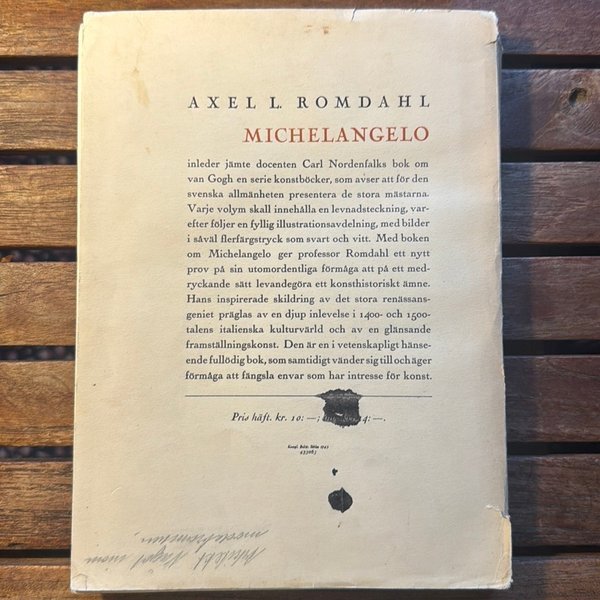 AXEL L. ROMDAHL
MICHELANGELO
inleder jämte docenten Carl Nordenfalks bok om
van Gogh en serie konstböcker, som avser att för den
svenska allmänheten presentera de stora mästarna.
Varje volym skall innehålla en levnadsteckning, var-
efter följer en fyllig illustrationsavdelning, med bilder
i såväl flerfärgstryck som svart och vitt. Med boken
om Michelangelo ger professor Romdahl ett nytt
prov på sin utomordentliga förmåga att på ett med-
ryckande sätt levandegöra ett konsthistoriskt ämne.
Hans inspirerade skildring av det stora renässans-
geniet präglas av en djup inlevelse i 1400- och 1500-
talens italienska kulturvärld och av en glänsande
framställningskonst. Den är en i vetenskapligt hänse-
ende fullödig bok, som samtidigt vänder sig till och äger
förmåga att fängsla envar som har intresse för konst.
Pris häft. kr. 10: —; 14: —.
Kungl. Boktr. Sthlm